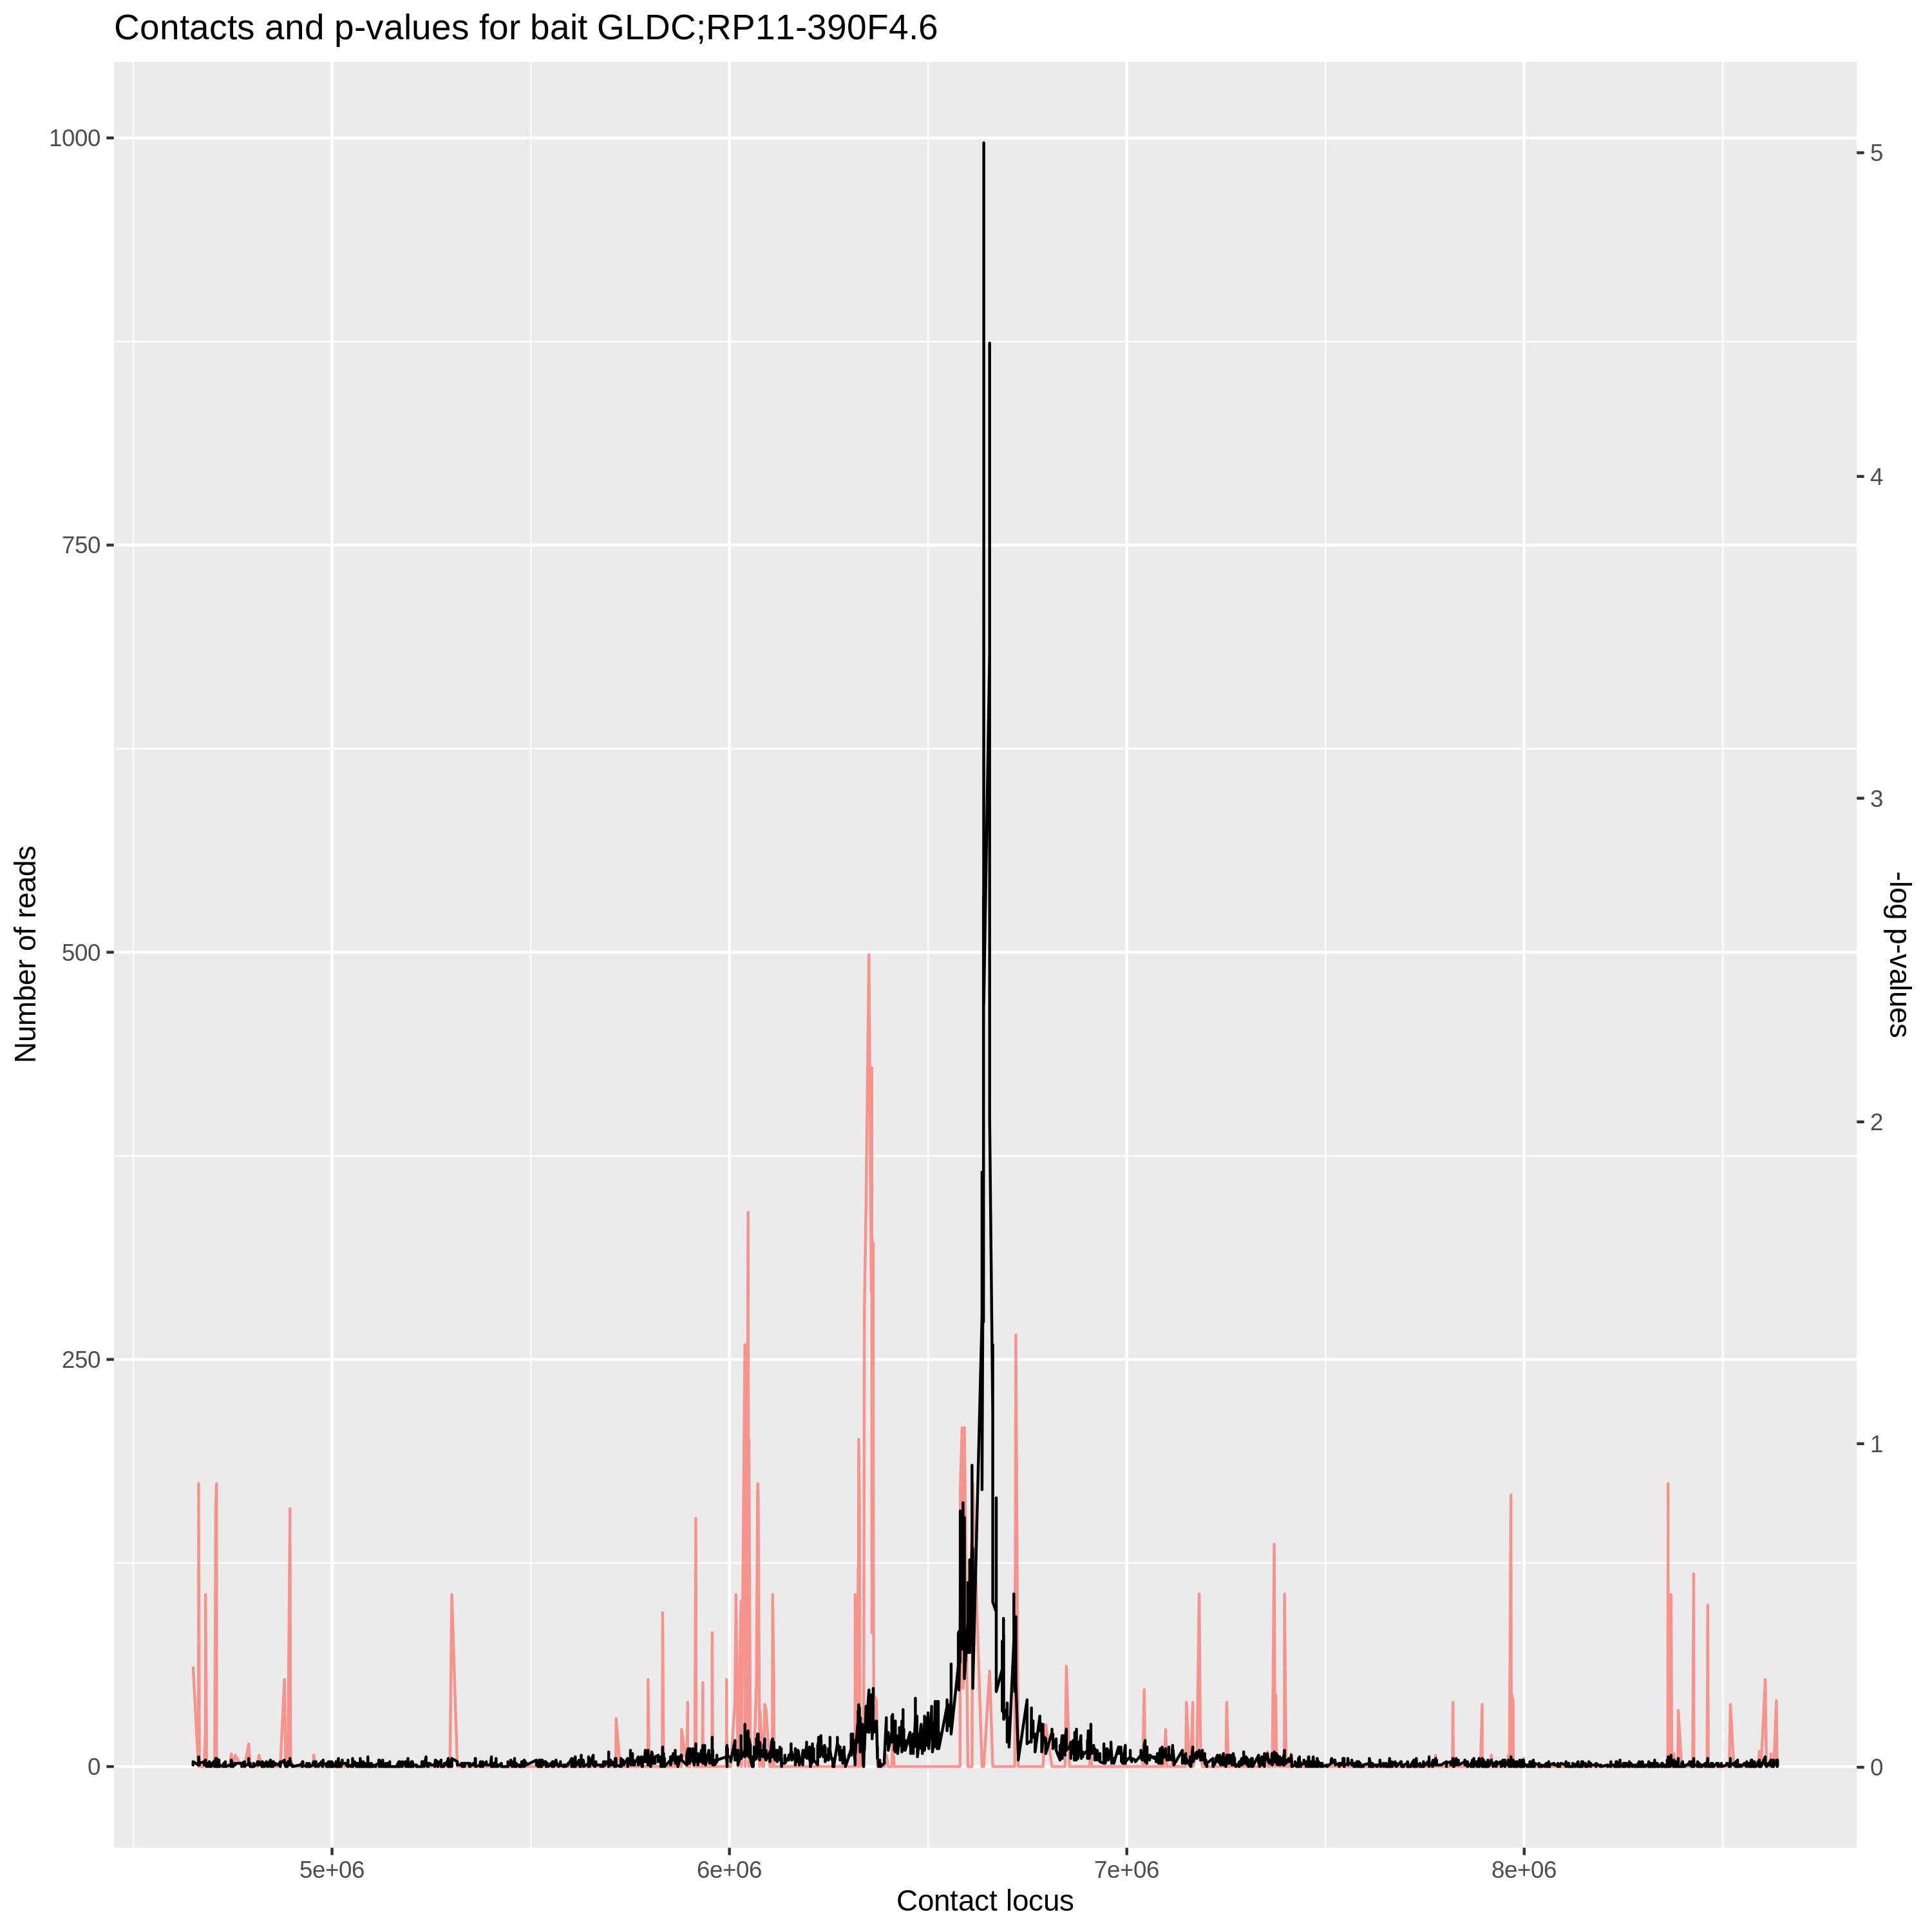 Contacts and p-values for bait GLDC;RP11-390F4.6
1000
750
500
250
0
Number of reads
5
4
3
2
1
0
-log p-values
5e+06
6e+06
7e+06
8e+06
Contact locus